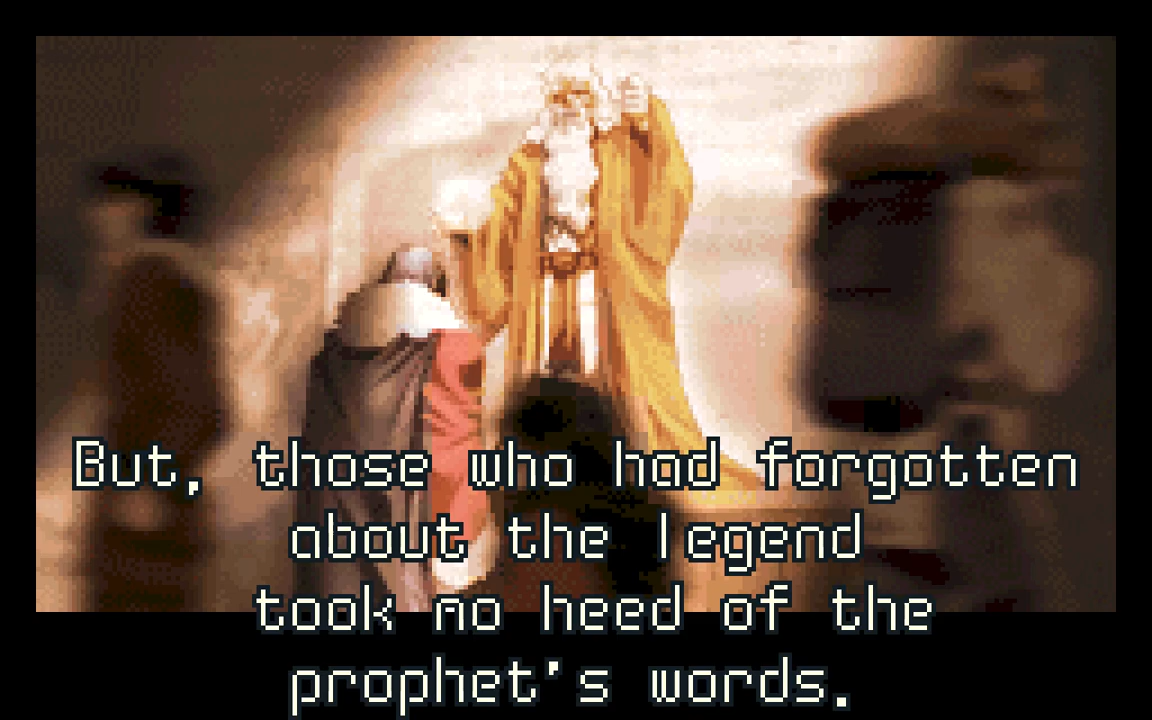 But, those who had forgotten
about the legend
took no heed of the
prophet's words.